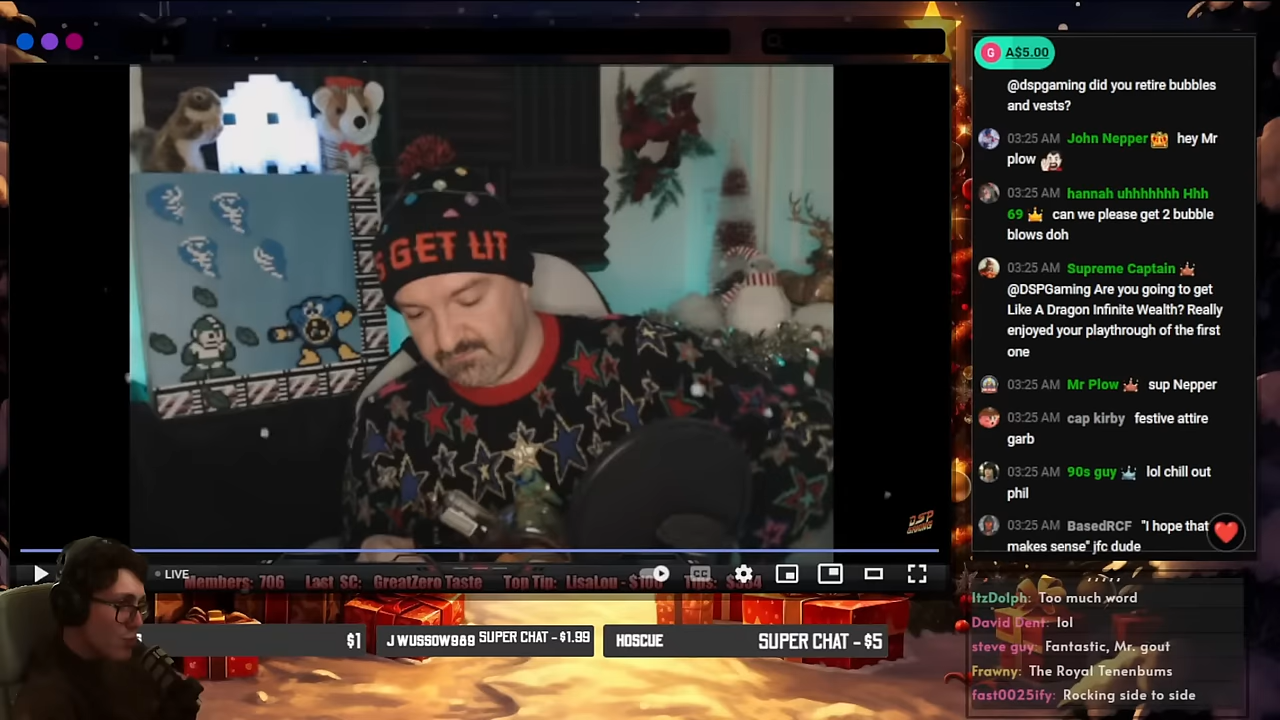 A$5.00
@dspgaming did you retire bubbles
and vests?
03:25 AM John Nepper hey Mr
plow
03:25 AM hannah uhhhhhhh Hhh
69 can we please get 2 bubble
blows doh
03:25 AM Supreme Captain
@DSPGaming Are you going to get
Like A Dragon Infinite Wealth? Really
enjoyed your playthrough of the first
one
03:25 AM Mr Plow sup Nepper
03:25 AM cap kirby festive attire
garb
03:25 AM 90s guy lol chill out
phil
03:25 AM BasedRCF "I hope that
makes sense" jfc dude
GET LIT
DSP
GAMING
LIVE
CC
Members: 706 Last SC: GreatZero Taste Top Tip: LisaLou -
$1
J WUSSOW868 SUPER CHAT - $1.99
HOSCUE SUPER CHAT - $5
ItzDolph: Too much word
David Dent: lol
steve guy: Fantastic, Mr. gout
Frawny: The Royal Tenenbums
fast0025ify: Rocking side to side